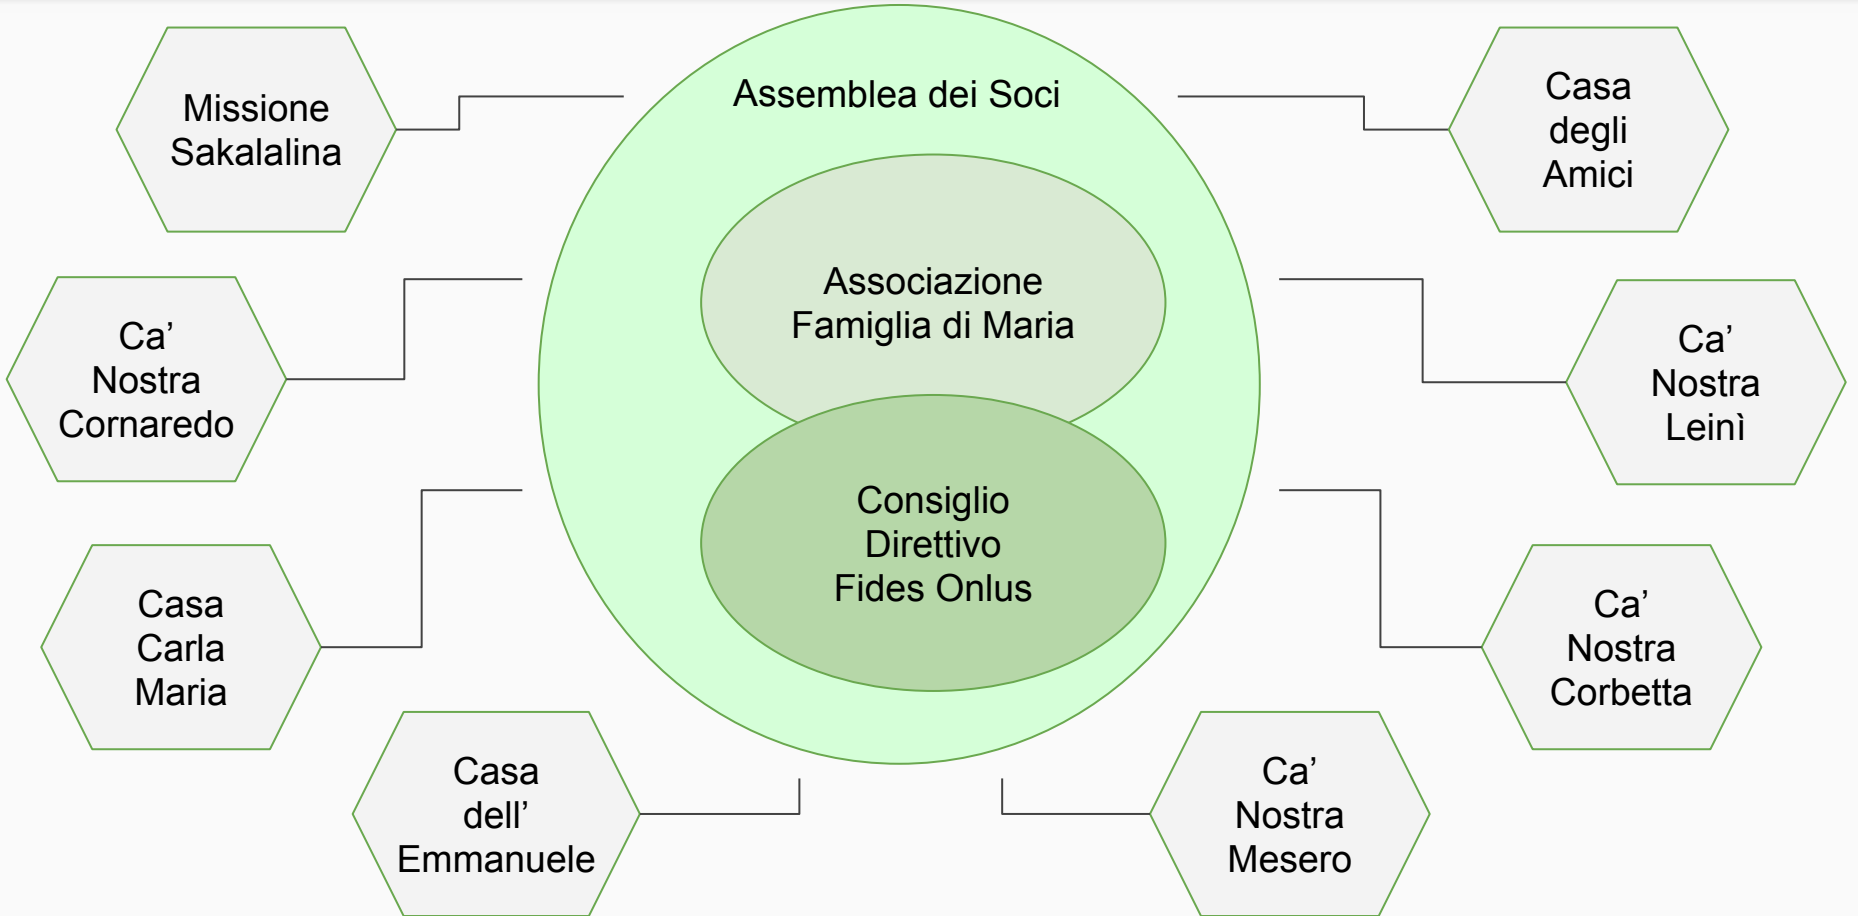 Assemblea dei Soci
Associazione
Famiglia di Maria
Consiglio
Direttivo
Fides Onlus
Missione
Sakalalina
Ca’
Nostra
Cornaredo
Casa
Carla
Maria
Casa
dell’
Emmanuele
Casa
degli
Amici
Ca’
Nostra
Leinì
Ca’
Nostra
Corbetta
Ca’
Nostra
Mesero